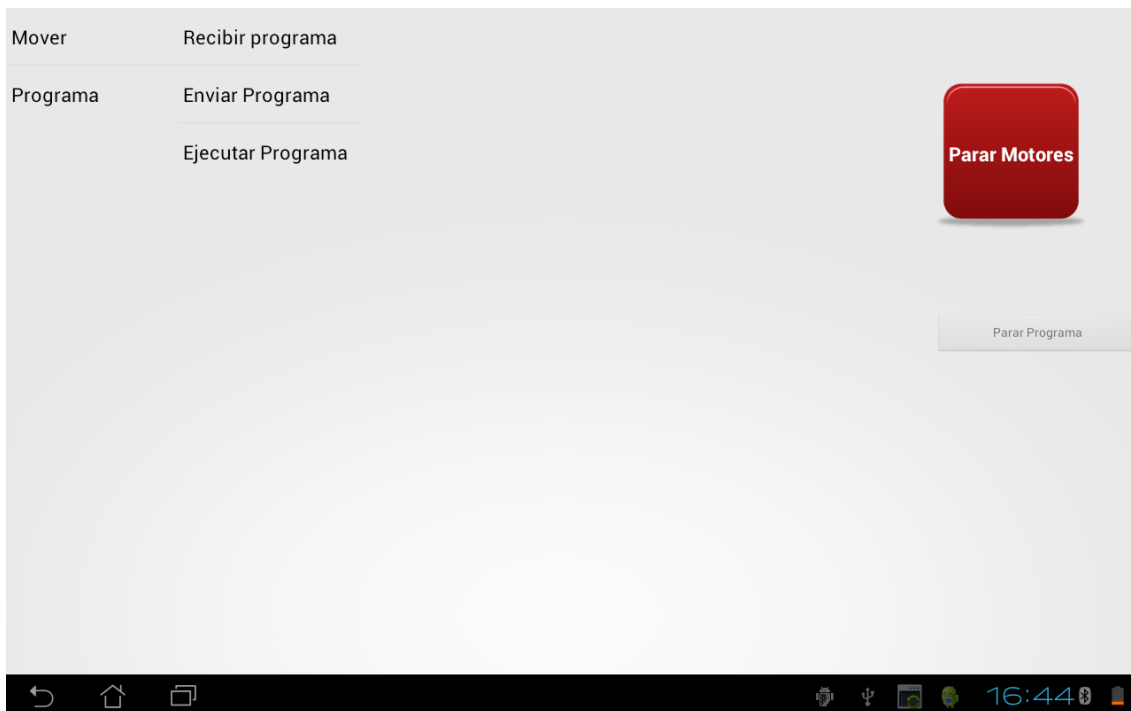 Mover
Programa
Recibir programa
Enviar Programa
Ejecutar Programa
Parar Motores
Parar Programa
16:44